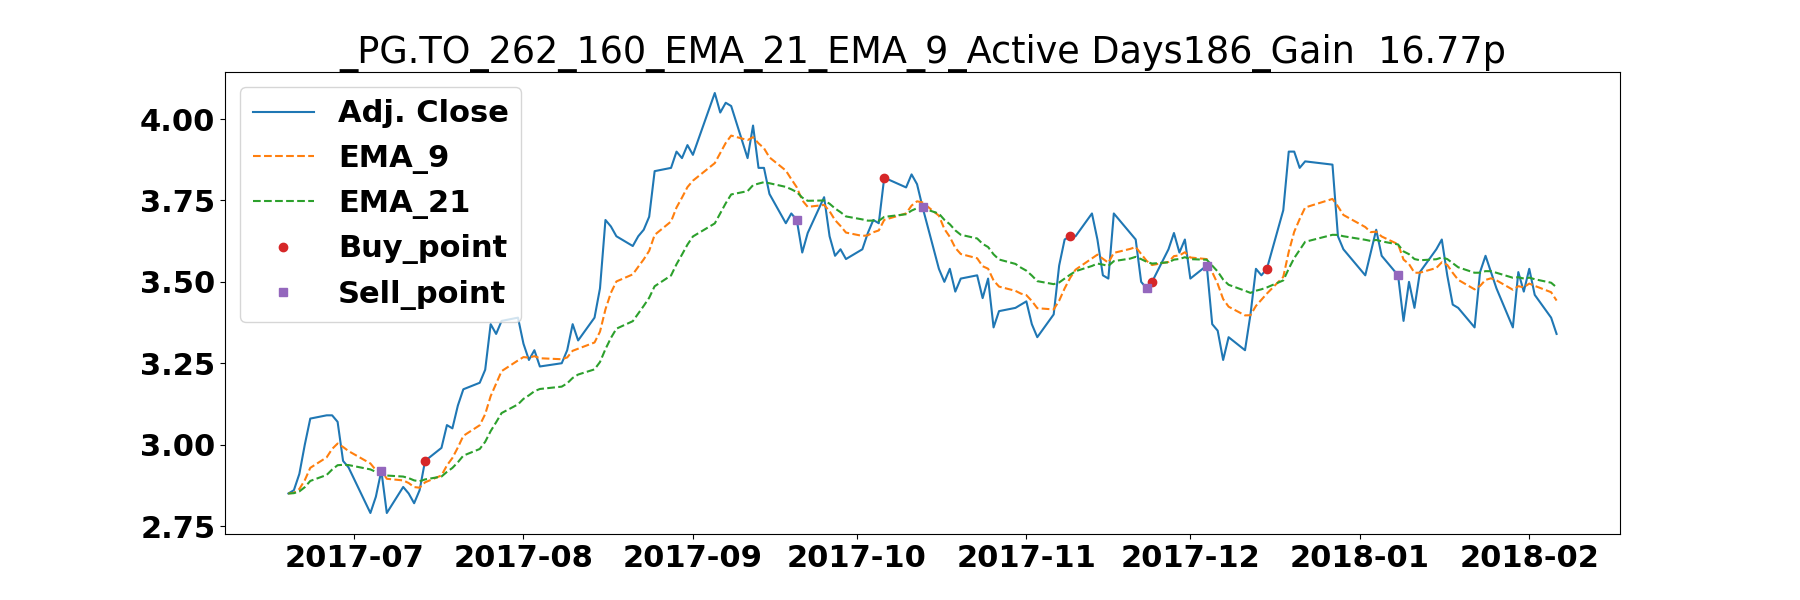 _PG.TO_262_160_EMA_21_EMA_9_Active Days186_Gain  16.77p
Adj. Close
EMA_9
EMA_21
Buy_point
Sell_point
4.00
3.75
3.50
3.25
3.00
2.75
2017-07 2017-08 2017-09 2017-10 2017-11 2017-12 2018-01 2018-02